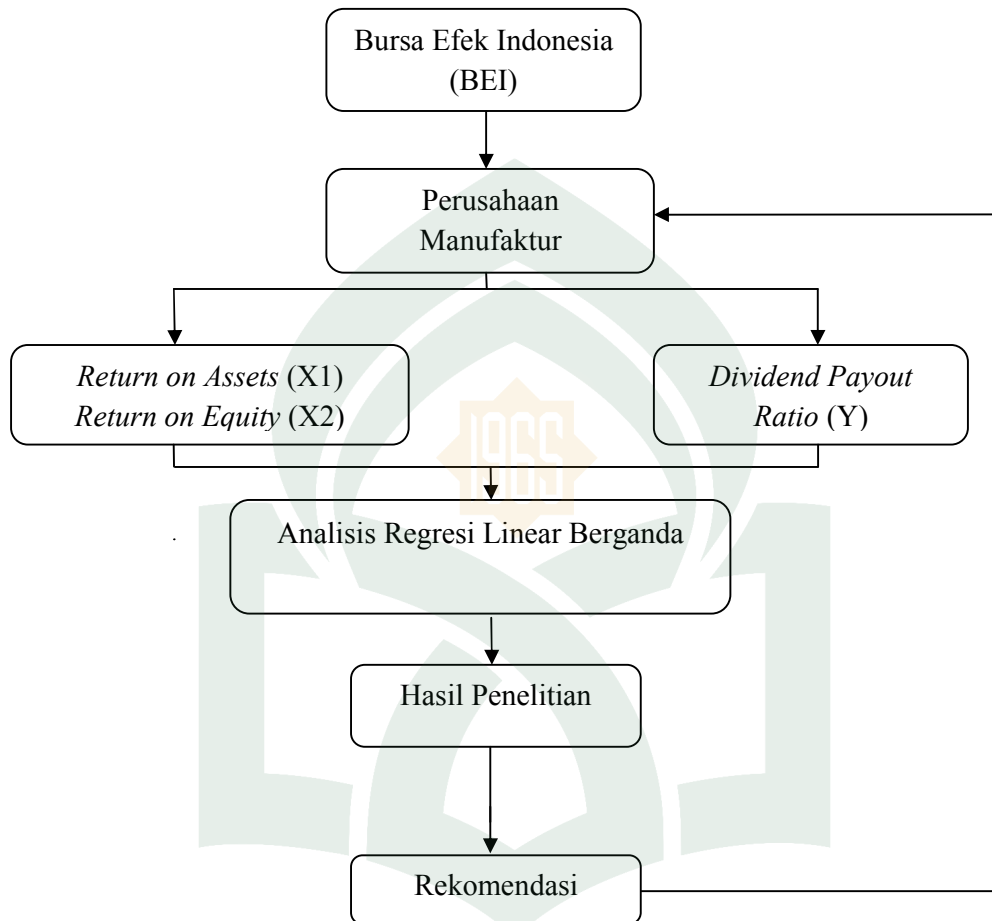 Bursa Efek Indonesia
(BEI)
Perusahaan
Manufaktur
Return on Assets (X1)
Return on Equity (X2)
Dividend Payout
Ratio (Y)
1965
Analisis Regresi Linear Berganda
.
Hasil Penelitian
Rekomendasi